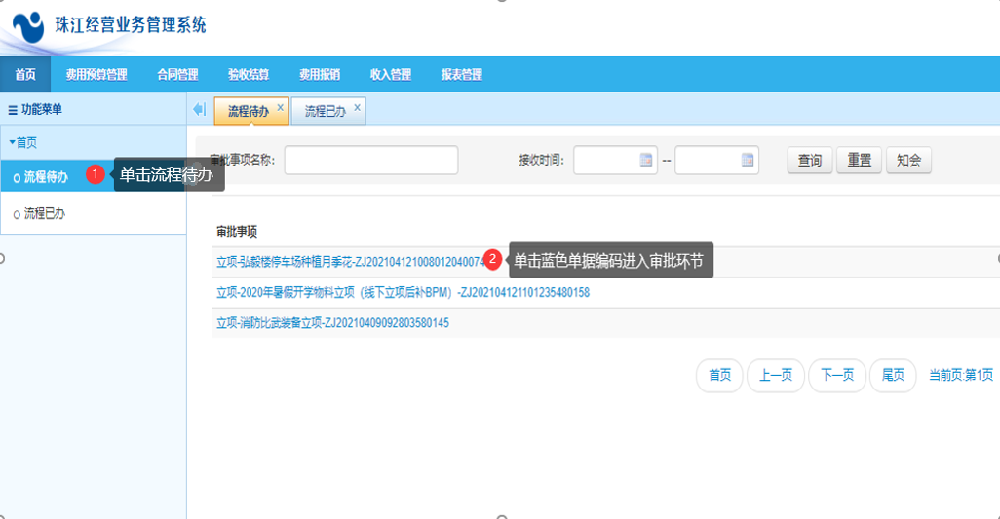 珠江经营业务管理系统
首页 费用预算管理 合同管理 验收结算 费用报销 收入管理 报表管理
功能菜单
流程待办 x 流程已办 x
首页
审批事项名称: 接收时间: -- 查询 重置 知会
流程待办 1 单击流程待办
流程已办
审批事项
立项-弘毅楼停车场种植月季花-ZJ202104121008012040074 2 单击蓝色单据编码进入审批环节
立项-2020年暑假开学物料立项（线下立项后补BPM）-ZJ202104121101235480158
立项-消防比武装备立项-ZJ20210409092803580145
首页 上一页 下一页 尾页 当前页:第1页